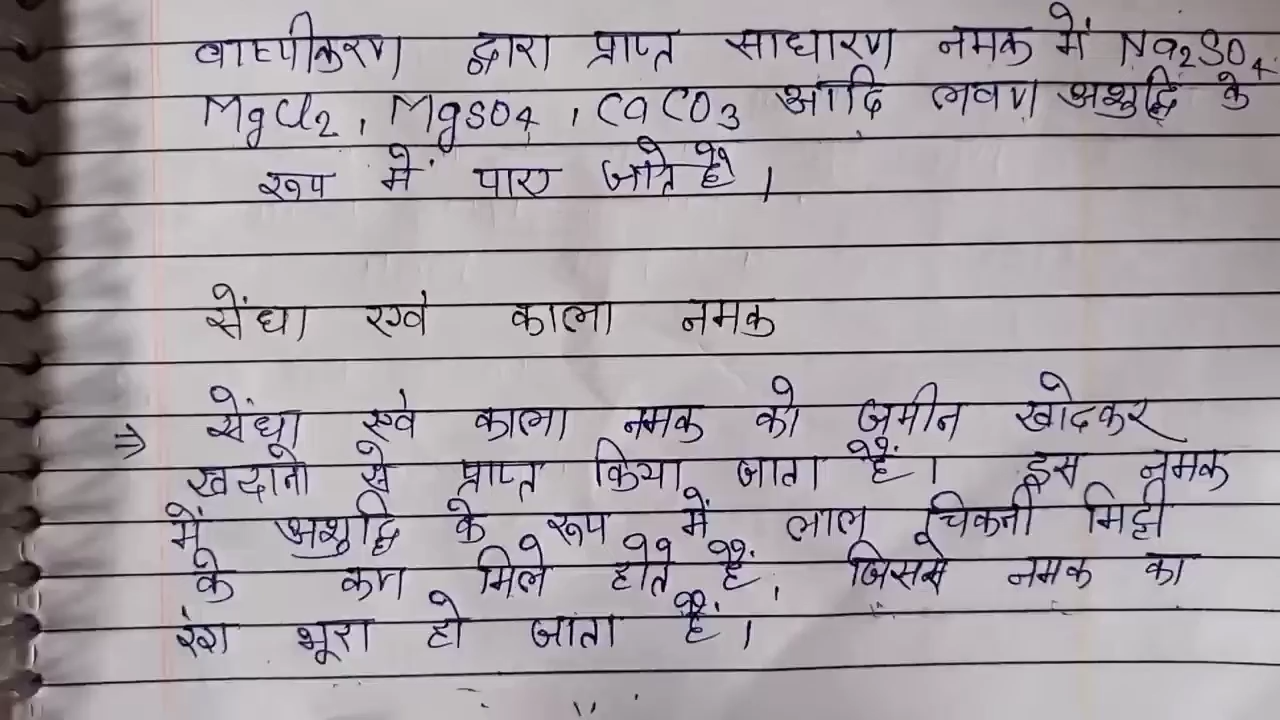 वाष्पीकरण द्वारा प्राप्त साधारण नमक में Na₂SO₄.
MgCl₂, MgSO₄, CaCO₃ आदि लवण अशुद्धि के
रूप में पाए जाते है।
सेंधा एवं काला नमक
⇒ सेंधा एवं काला नमक को जमीन खोदकर
खदानो से प्राप्त किया जाता हैं। इस नमक
में अशुद्धि के रूप में लाल चिकनी मिट्टी
के कण मिले होते हैं, जिससे नमक का
रंग भूरा हो जाता हैं।